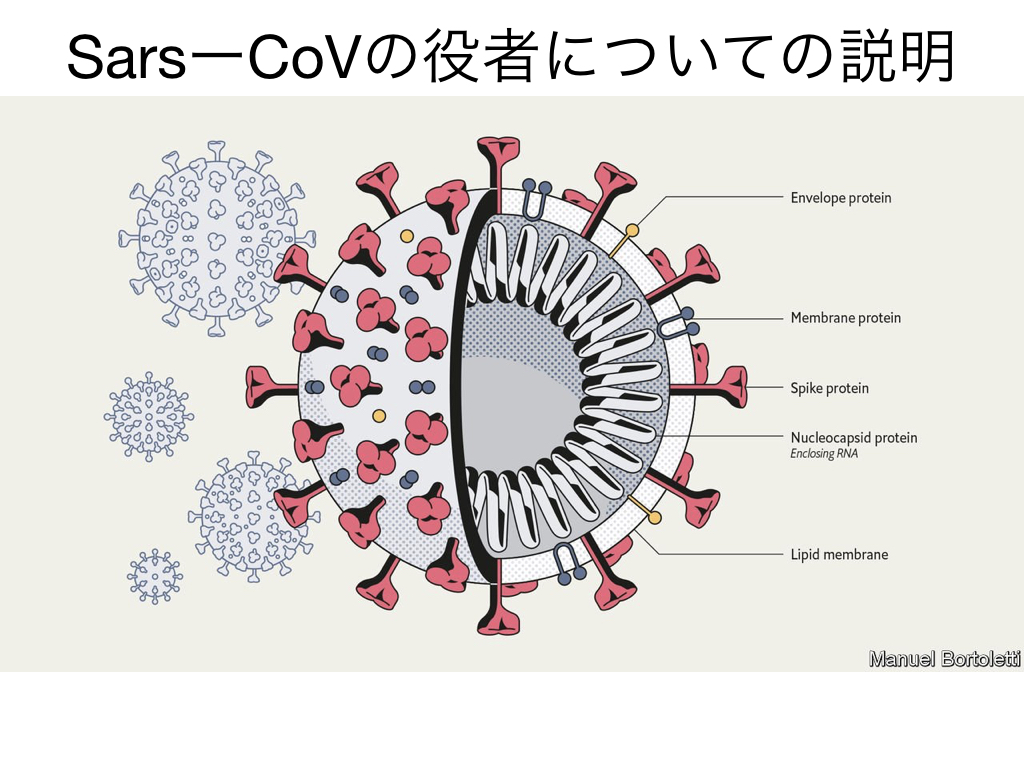 SarsーCoVの役者についての説明
Envelope protein
Membrane protein
Spike protein
Nucleocapsid protein
Enclosing RNA
Lipid membrane
Manuel Bortoletti